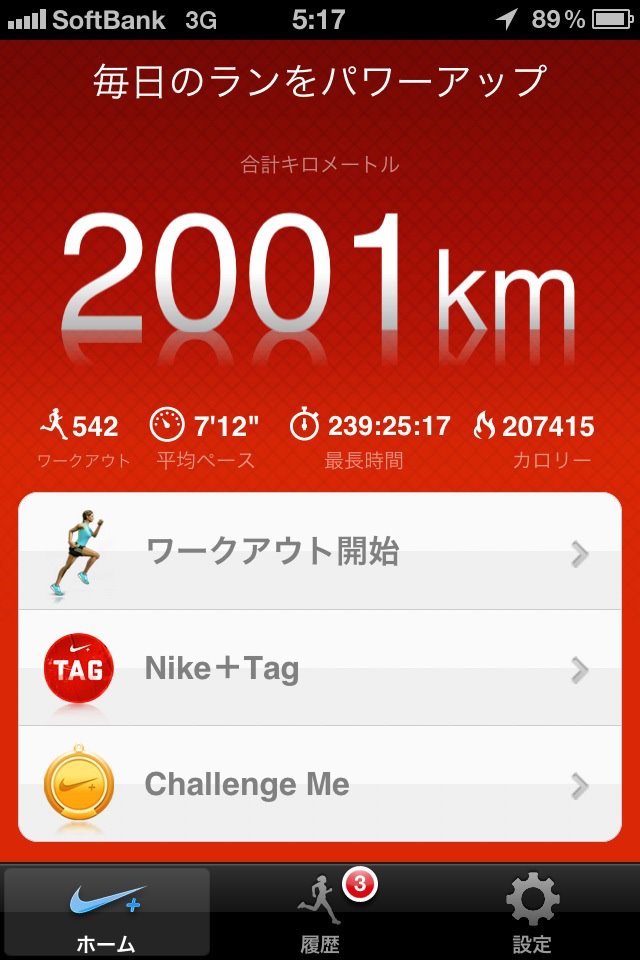 SoftBank 3G 5:17 89%
毎日のランをパワーアップ
合計キロメートル
2001km
542 7'12" 239:25:17 207415
ワークアウト 平均ペース 最長時間 カロリー
ワークアウト開始
TAG Nike+Tag
Challenge Me
3
ホーム 履歴 設定